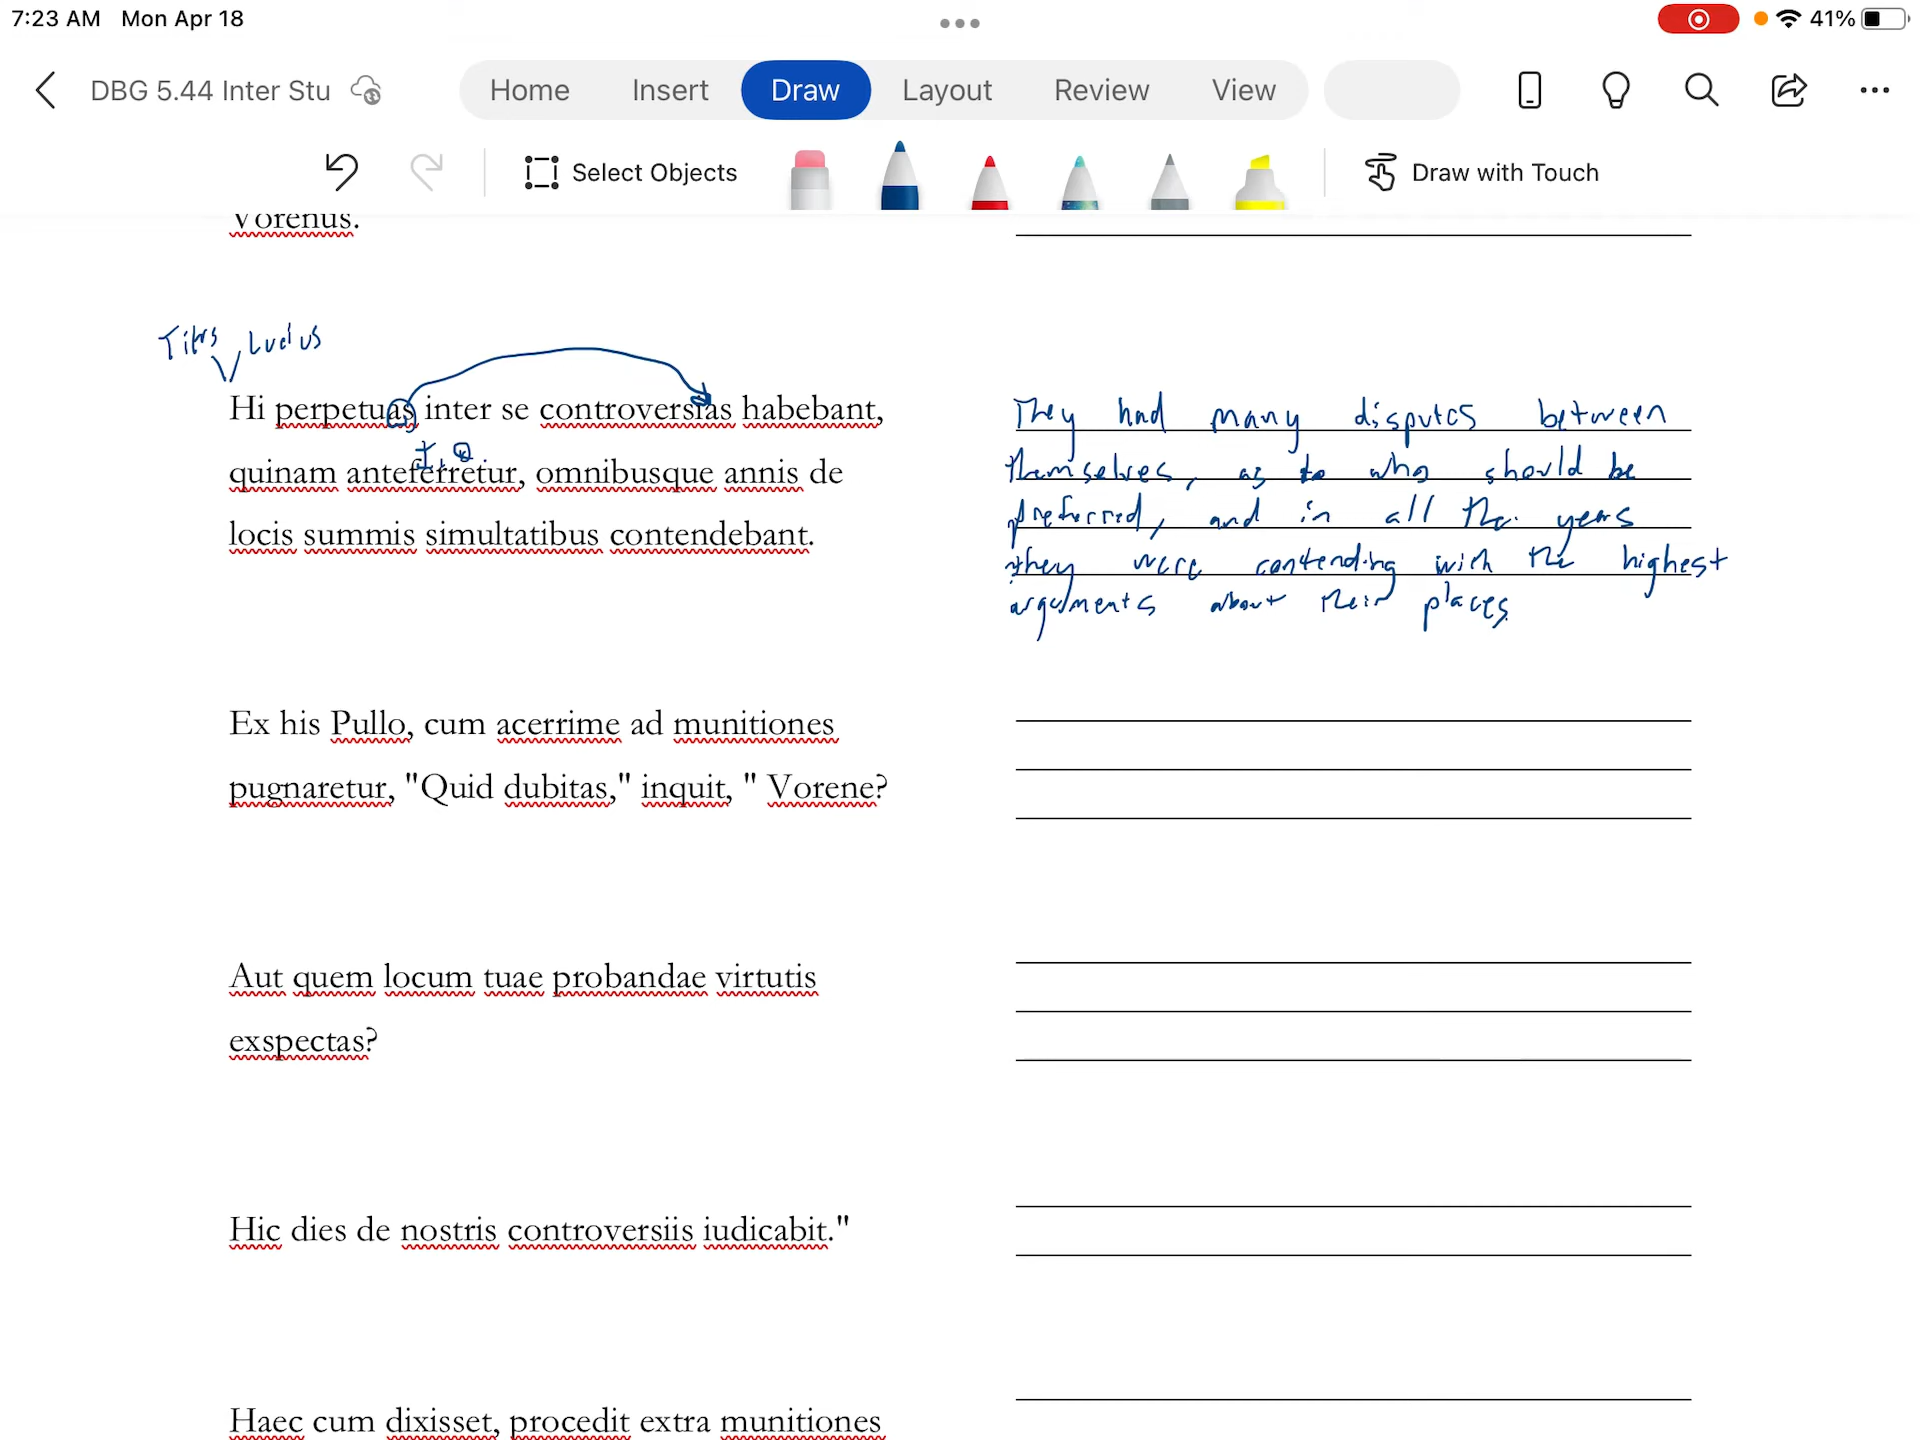 7:23 AM Mon Apr 18
41%
DBG 5.44 Inter Stu
Home Insert Draw Layout Review View
Select Objects
Draw with Touch
Vorenus.
Titus Lucius
Hi perpetuas inter se controversias habebant,
I.Q
quinam anteferretur, omnibusque annis de
locis summis simultatibus contendebant.
They had many disputes between
themselves, as to who should be
preferred, and in all the years
they were contending with the highest
arguments about their places
Ex his Pullo, cum acerrime ad munitiones
pugnaretur, "Quid dubitas," inquit, " Vorene?
Aut quem locum tuae probandae virtutis
exspectas?
Hic dies de nostris controversiis iudicabit."
Haec cum dixisset, procedit extra munitiones